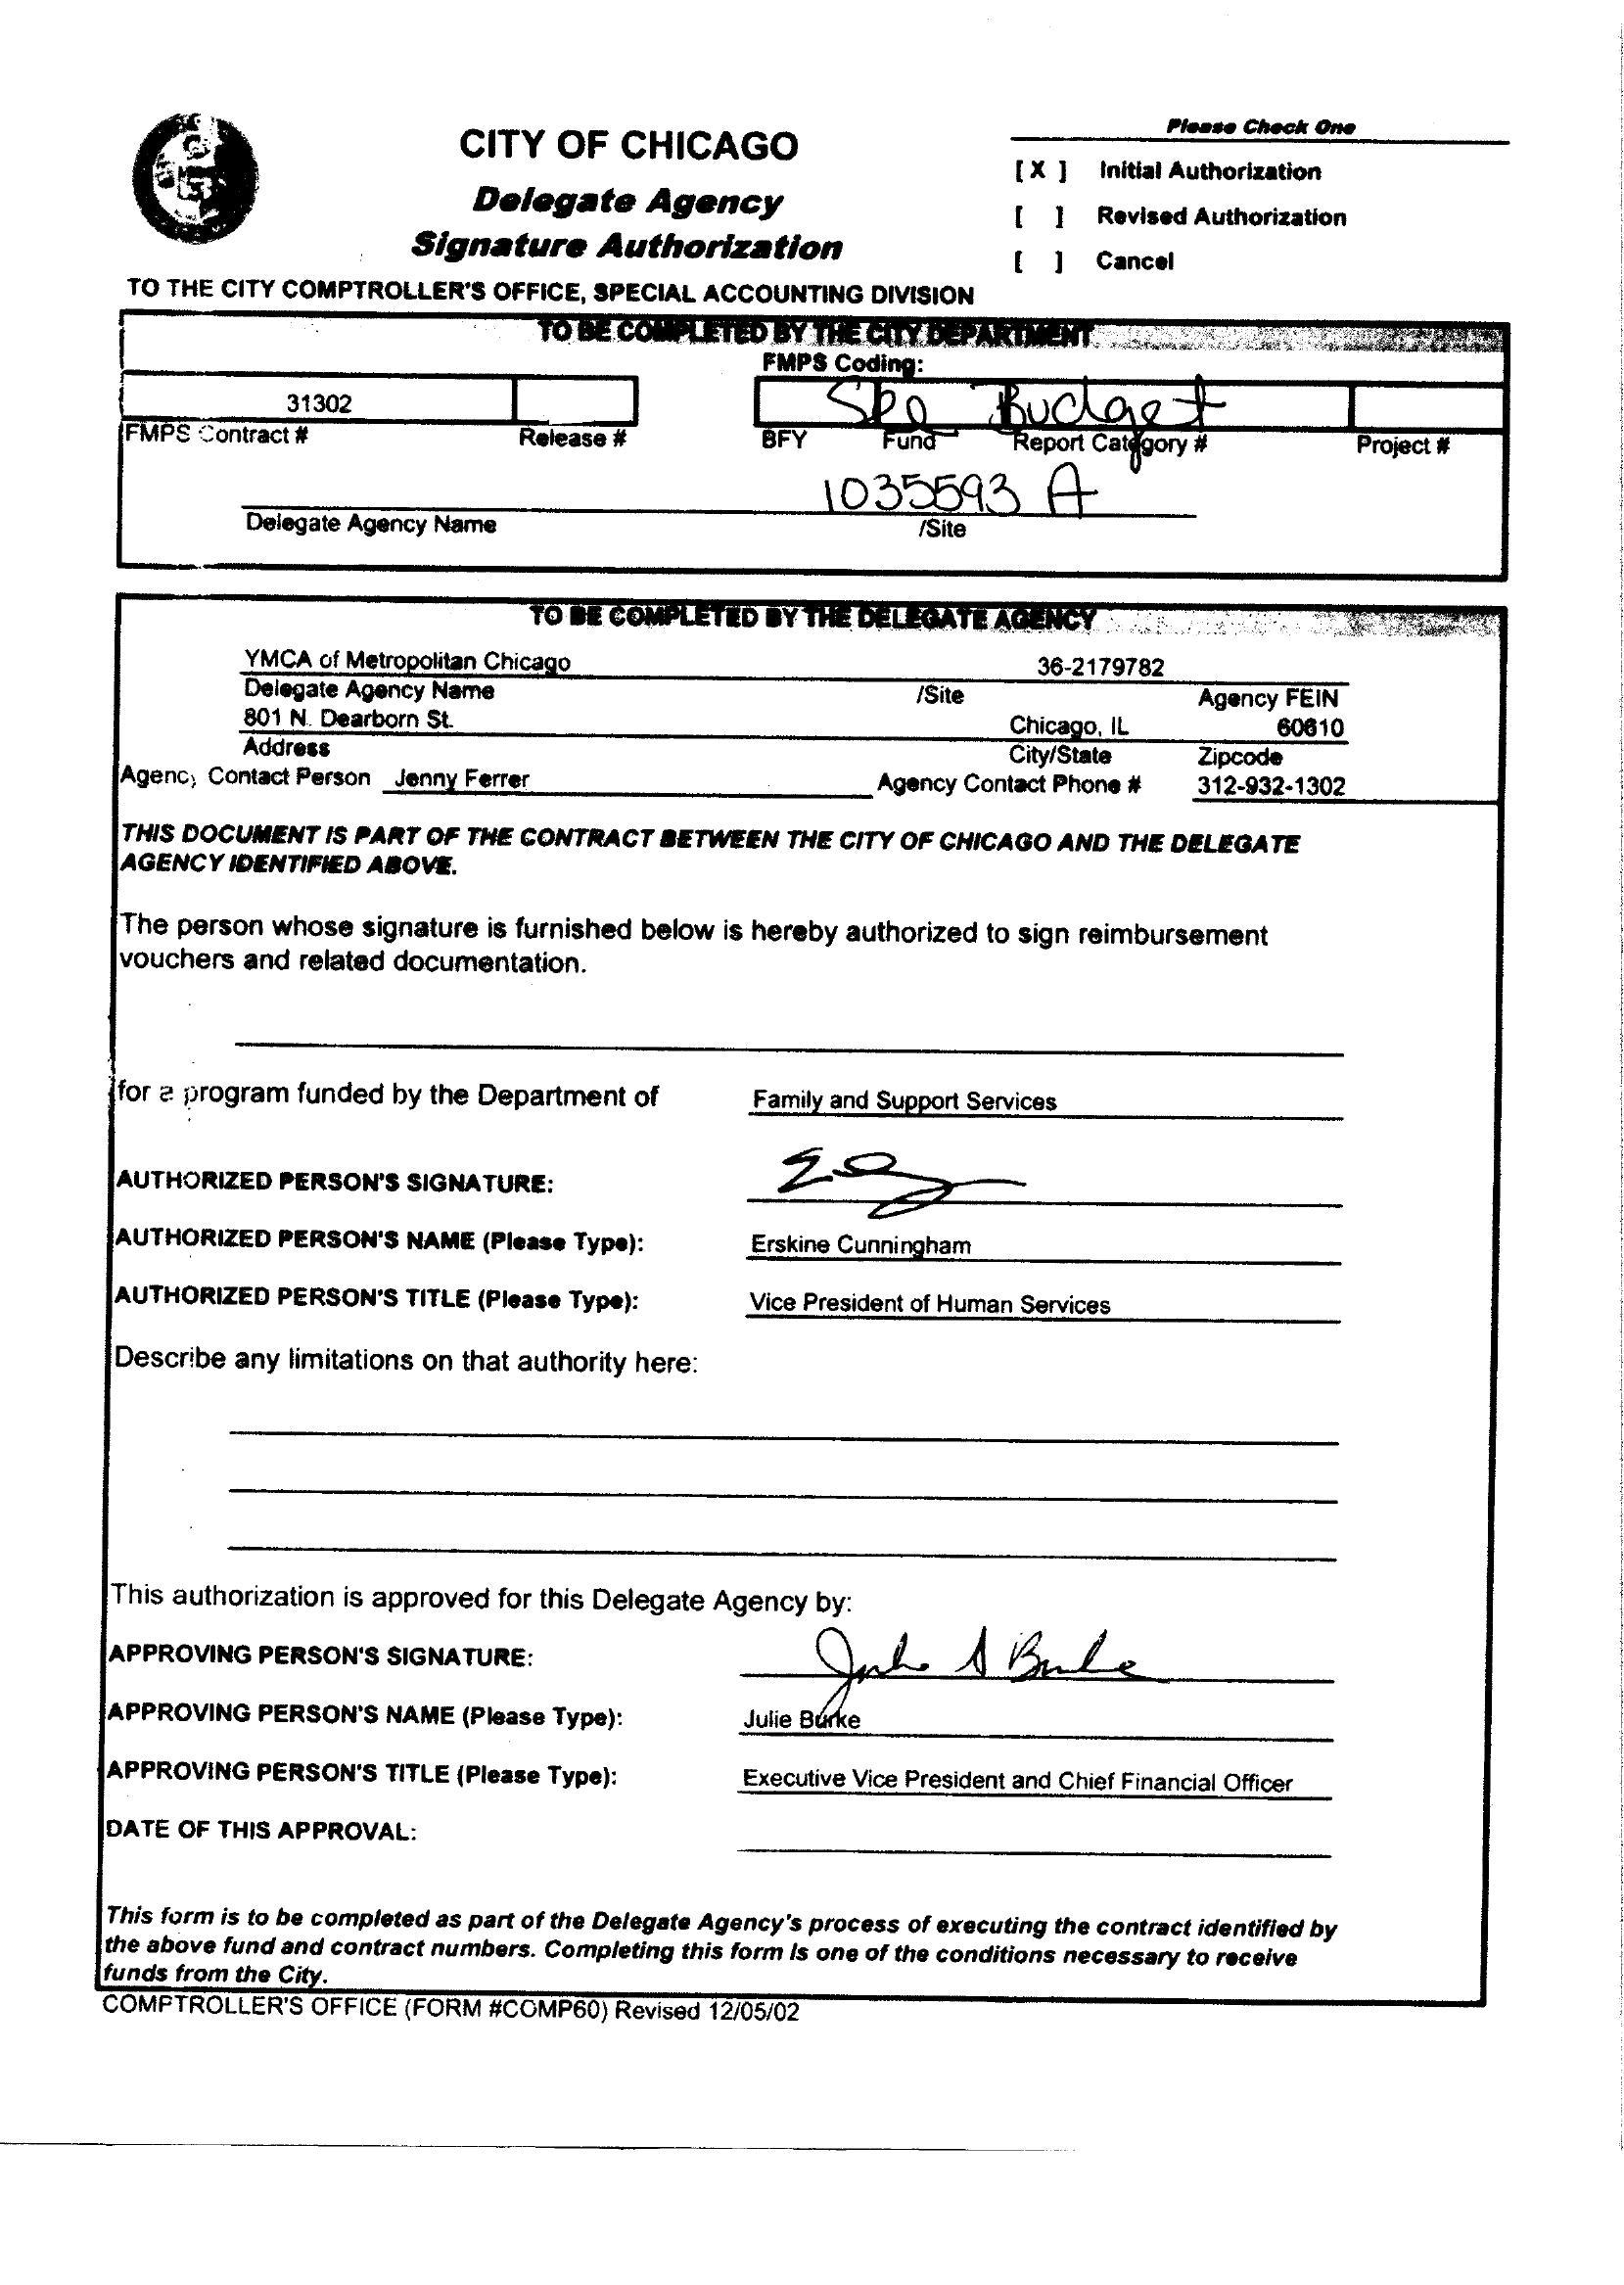 Please Check One
CITY OF CHICAGO
[ X ] Initial Authorization
Delegate Agency
[ ] Revised Authorization
Signature Authorization
[ ] Cancel
TO THE CITY COMPTROLLER'S OFFICE, SPECIAL ACCOUNTING DIVISION
TO BE COMPLETED BY THE CITY DEPARTMENT
FMPS Coding:
31302 Budget
FMPS Contract # Release # BFY Fund Report Category # Project #
1035593 A
Delegate Agency Name /Site
TO BE COMPLETED BY THE DELEGATE AGENCY
YMCA of Metropolitan Chicago 36-2179782
Delegate Agency Name /Site Agency FEIN
801 N. Dearborn St. Chicago, IL 60610
Address City/State Zipcode
Agency Contact Person Jenny Ferrer Agency Contact Phone # 312-932-1302
THIS DOCUMENT IS PART OF THE CONTRACT BETWEEN THE CITY OF CHICAGO AND THE DELEGATE
AGENCY IDENTIFIED ABOVE.
The person whose signature is furnished below is hereby authorized to sign reimbursement
vouchers and related documentation.
for a program funded by the Department of Family and Support Services
AUTHORIZED PERSON'S SIGNATURE:
AUTHORIZED PERSON'S NAME (Please Type): Erskine Cunningham
AUTHORIZED PERSON'S TITLE (Please Type): Vice President of Human Services
Describe any limitations on that authority here:
This authorization is approved for this Delegate Agency by:
APPROVING PERSON'S SIGNATURE: Julie A Burke
APPROVING PERSON'S NAME (Please Type): Julie Burke
APPROVING PERSON'S TITLE (Please Type): Executive Vice President and Chief Financial Officer
DATE OF THIS APPROVAL:
This form is to be completed as part of the Delegate Agency's process of executing the contract identified by
the above fund and contract numbers. Completing this form is one of the conditions necessary to receive
funds from the City.
COMPTROLLER'S OFFICE (FORM #COMP60) Revised 12/05/02